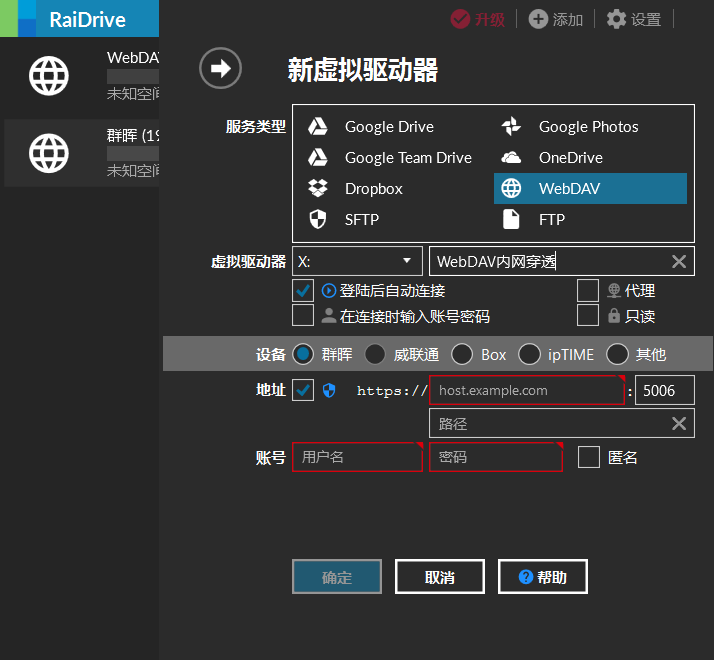 RaiDrive
升级 添加 设置
WebDAV
未知空间
群晖 (19
未知空间
新虚拟驱动器
服务类型
Google Drive Google Photos
Google Team Drive OneDrive
Dropbox WebDAV
SFTP FTP
虚拟驱动器 X: WebDAV内网穿透
登陆后自动连接 代理
在连接时输入账号密码 只读
设备 群晖 威联通 Box ipTIME 其他
地址 https:// host.example.com : 5006
路径
账号 用户名 密码 匿名
确定 取消 帮助